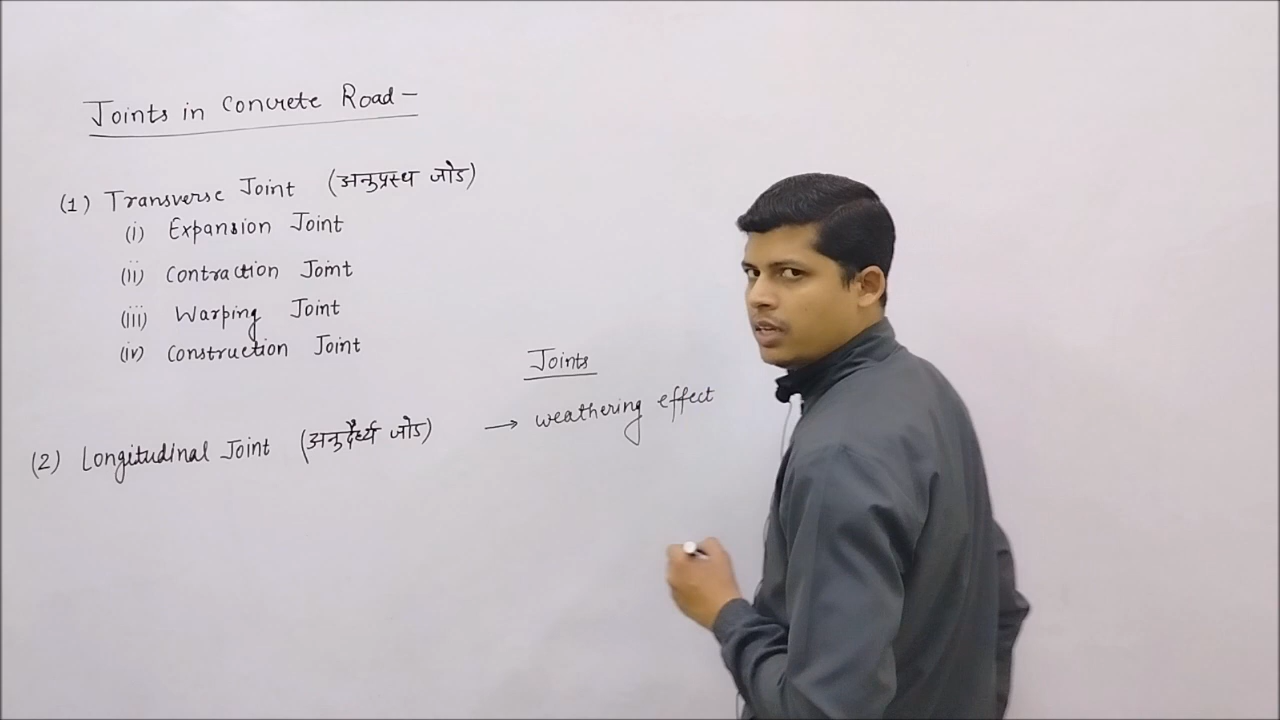 Joints in Concrete Road -
(1) Transverse Joint (अनुप्रस्थ जोड)
(i) Expansion Joint
(ii) Contraction Joint
(iii) Warping Joint
(iv) Construction Joint
(2) Longitudinal Joint (अनुर्दैर्ध्य जोड)
Joints
→ weathering effect